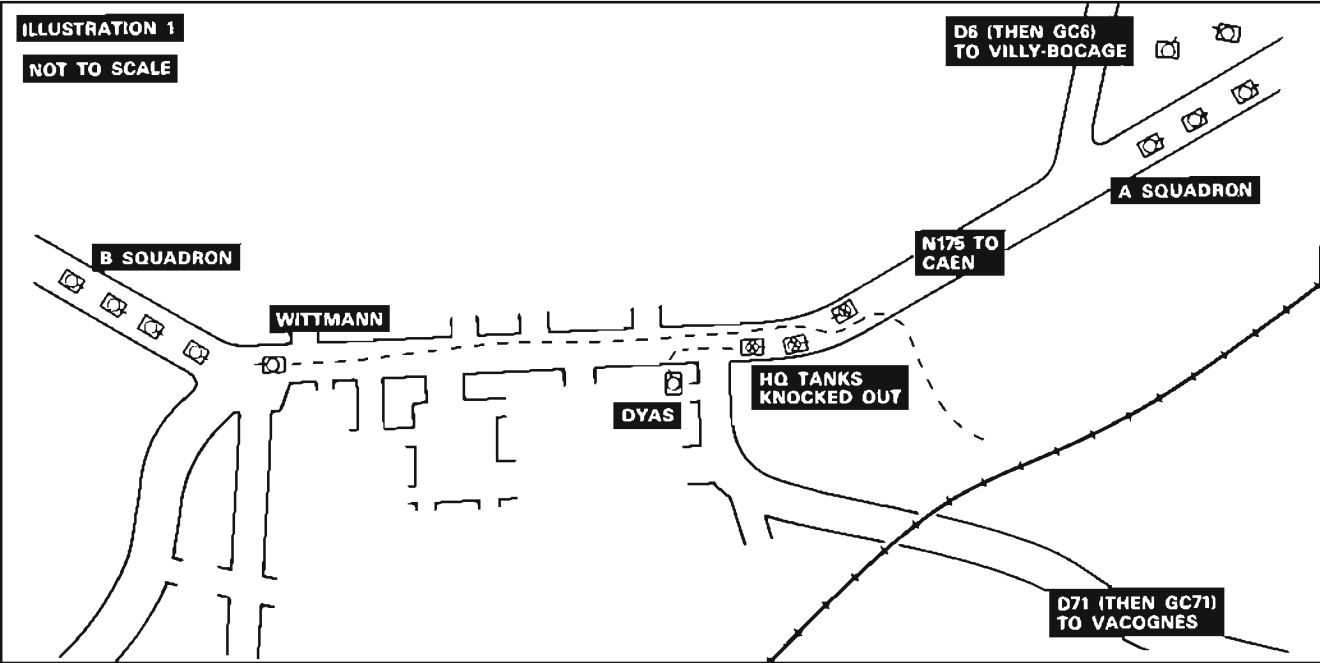 ILLUSTRATION 1
NOT TO SCALE
D6 (THEN GC6)
TO VILLY-BOCAGE
A SQUADRON
N175 TO
CAEN
B SQUADRON
WITTMANN
HQ TANKS
KNOCKED OUT
DYAS
D71 (THEN GC71)
TO VACOGNES